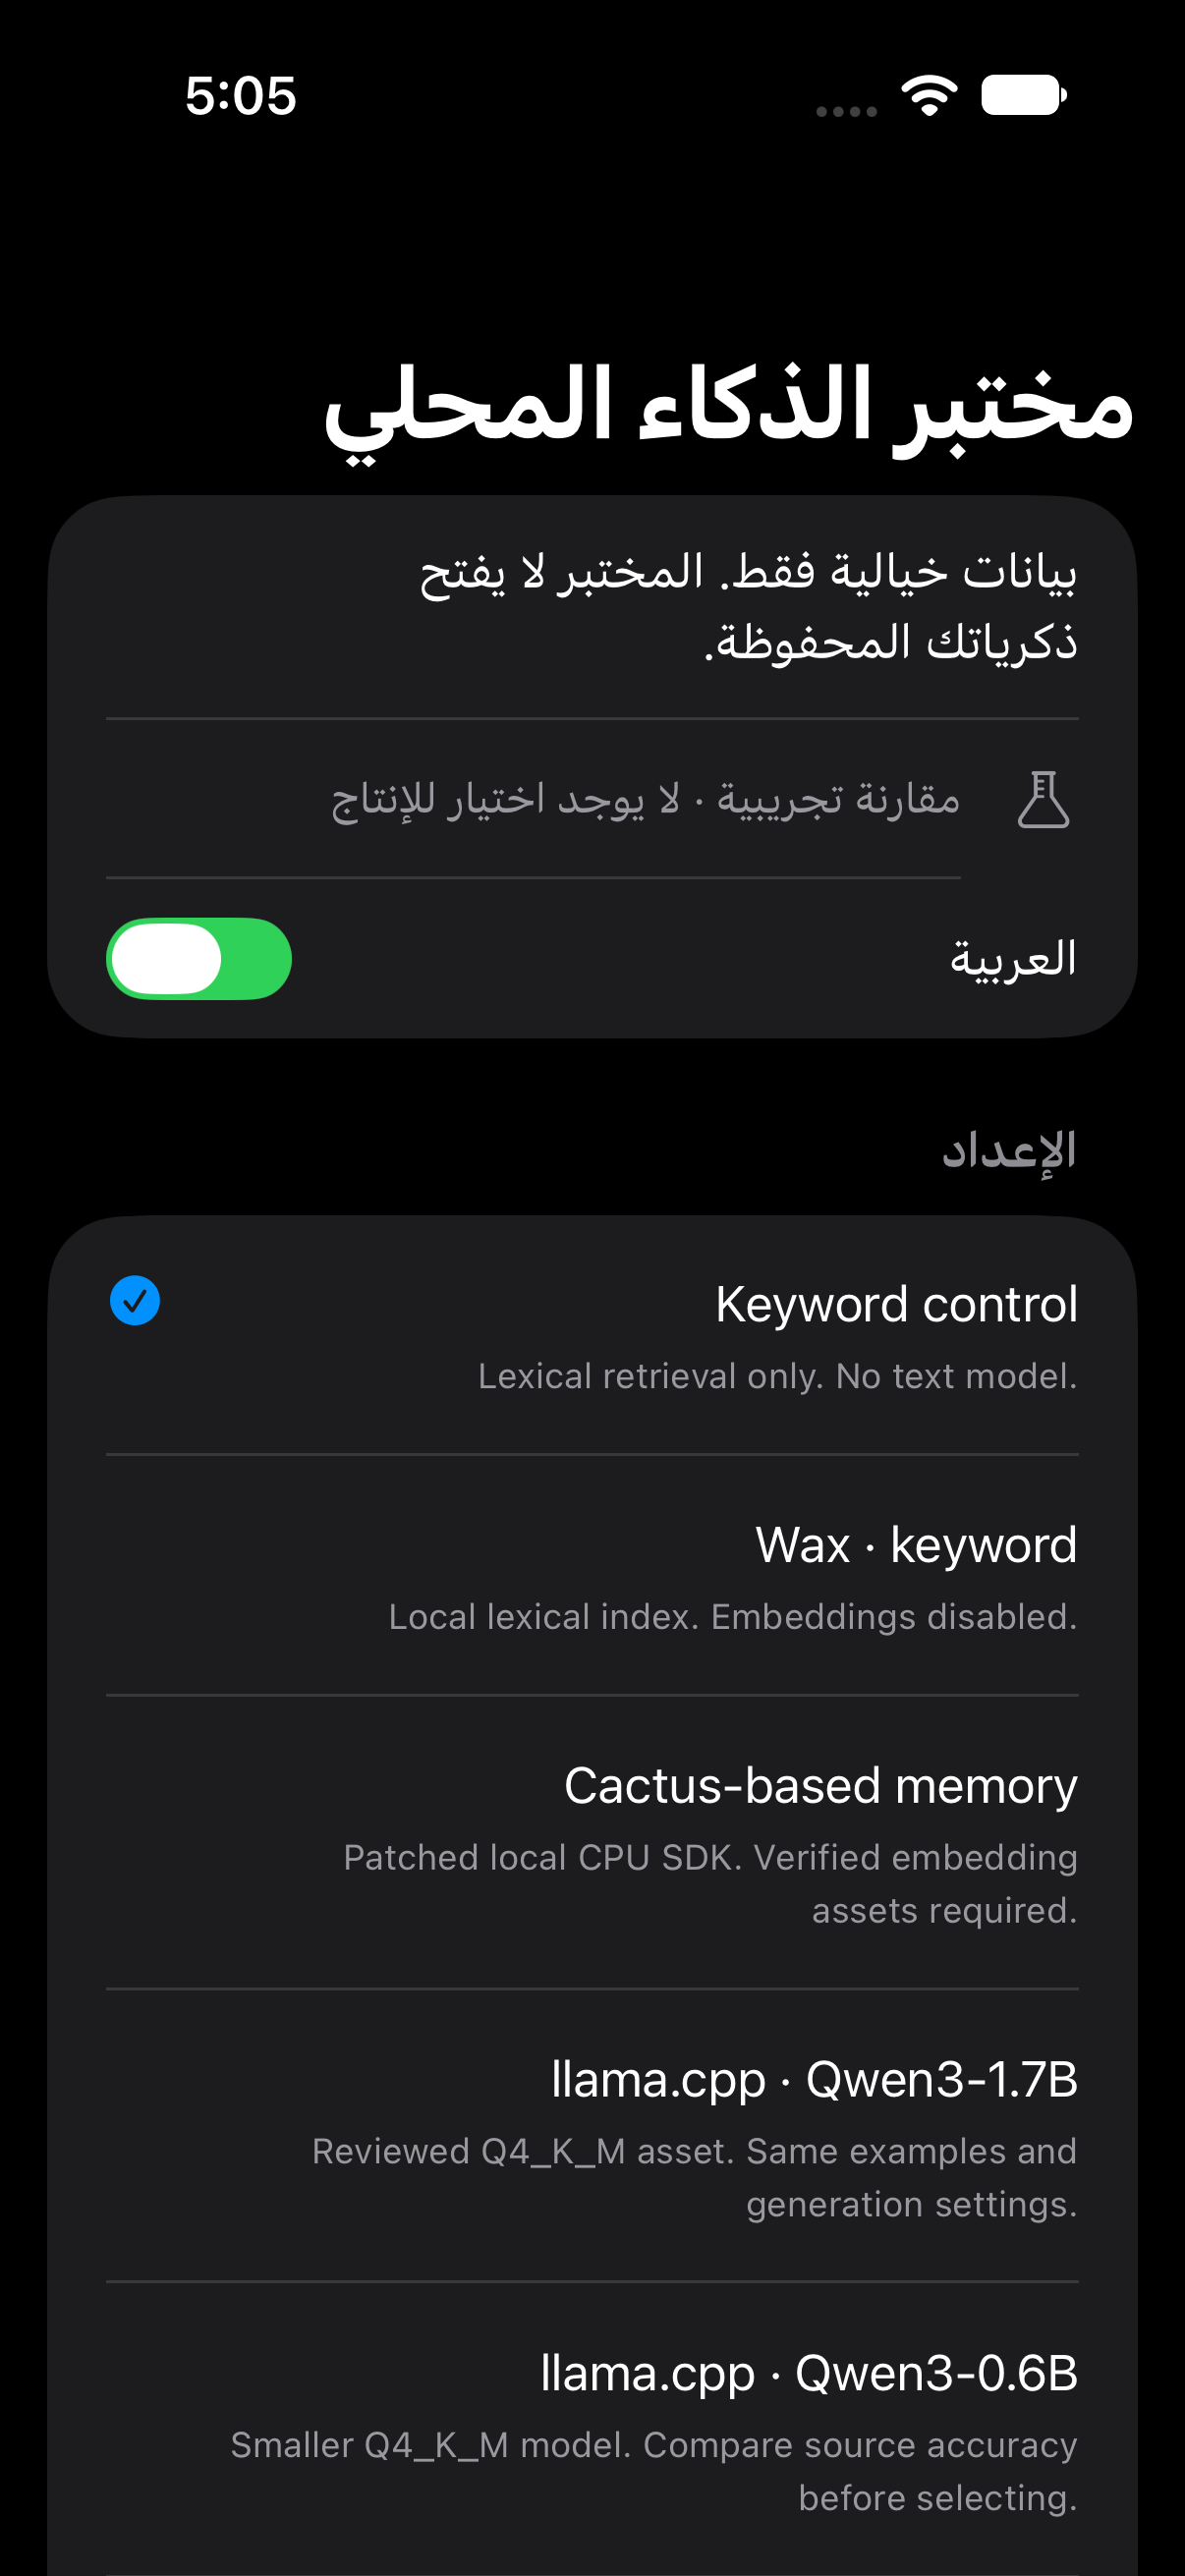 5:05
مختبر الذكاء المحلي
بيانات خيالية فقط. المختبر لا يفتح
ذكرياتك المحفوظة.
مقارنة تجريبية · لا يوجد اختيار للإنتاج
العربية
الإعداد
Keyword control
Lexical retrieval only. No text model.
Wax · keyword
Local lexical index. Embeddings disabled.
Cactus-based memory
Patched local CPU SDK. Verified embedding
assets required.
llama.cpp · Qwen3-1.7B
Reviewed Q4_K_M asset. Same examples and
generation settings.
llama.cpp · Qwen3-0.6B
Smaller Q4_K_M model. Compare source accuracy
before selecting.